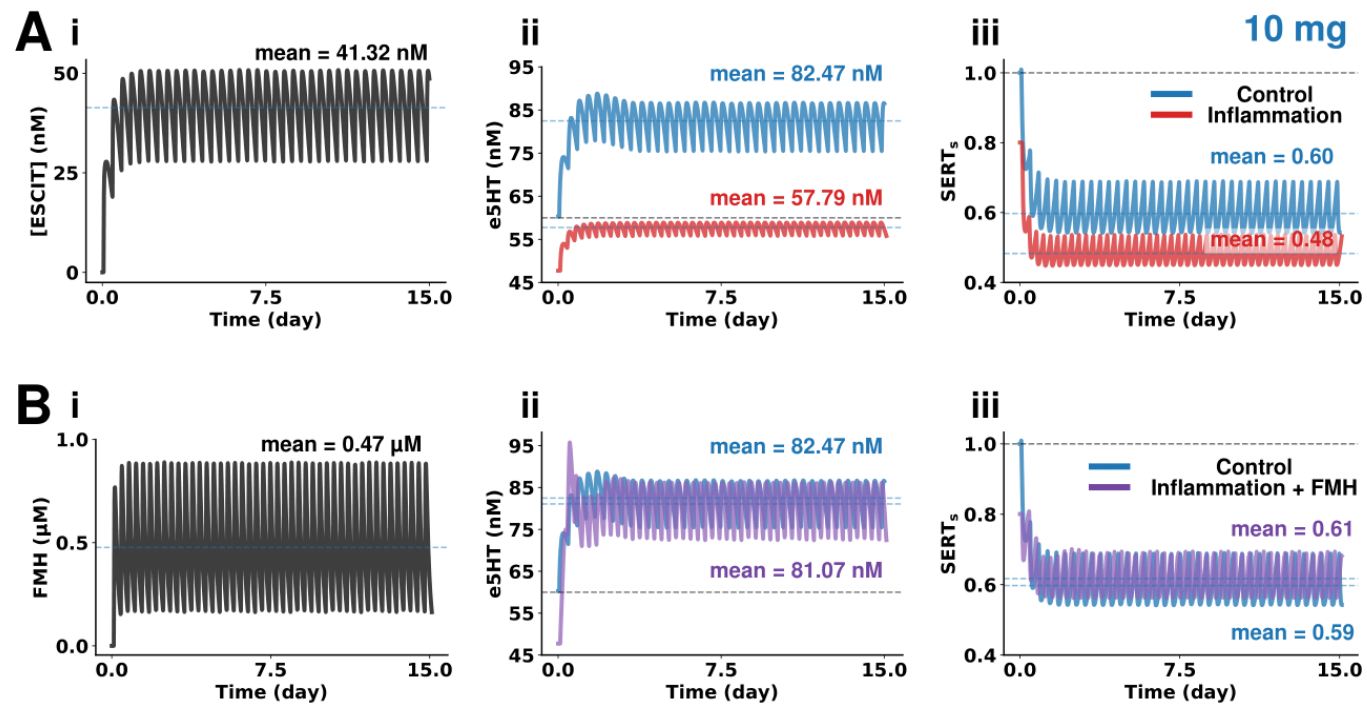 A
i
ii
iii
10 mg
mean = 41.32 nM
[ESCIT] (nM)
50
25
0
0.0
7.5
15.0
Time (day)
mean = 82.47 nM
mean = 57.79 nM
e5HT (nM)
95
85
75
65
55
45
0.0
7.5
15.0
Time (day)
Control
Inflammation
mean = 0.60
mean = 0.48
SERTₛ
1.0
0.8
0.6
0.4
0.0
7.5
15.0
Time (day)
B
i
ii
iii
mean = 0.47 µM
FMH (µM)
1.0
0.5
0.0
0.0
7.5
15.0
Time (day)
mean = 82.47 nM
mean = 81.07 nM
e5HT (nM)
95
85
75
65
55
45
0.0
7.5
15.0
Time (day)
Control
Inflammation + FMH
mean = 0.61
mean = 0.59
SERTₛ
1.0
0.8
0.6
0.4
0.0
7.5
15.0
Time (day)